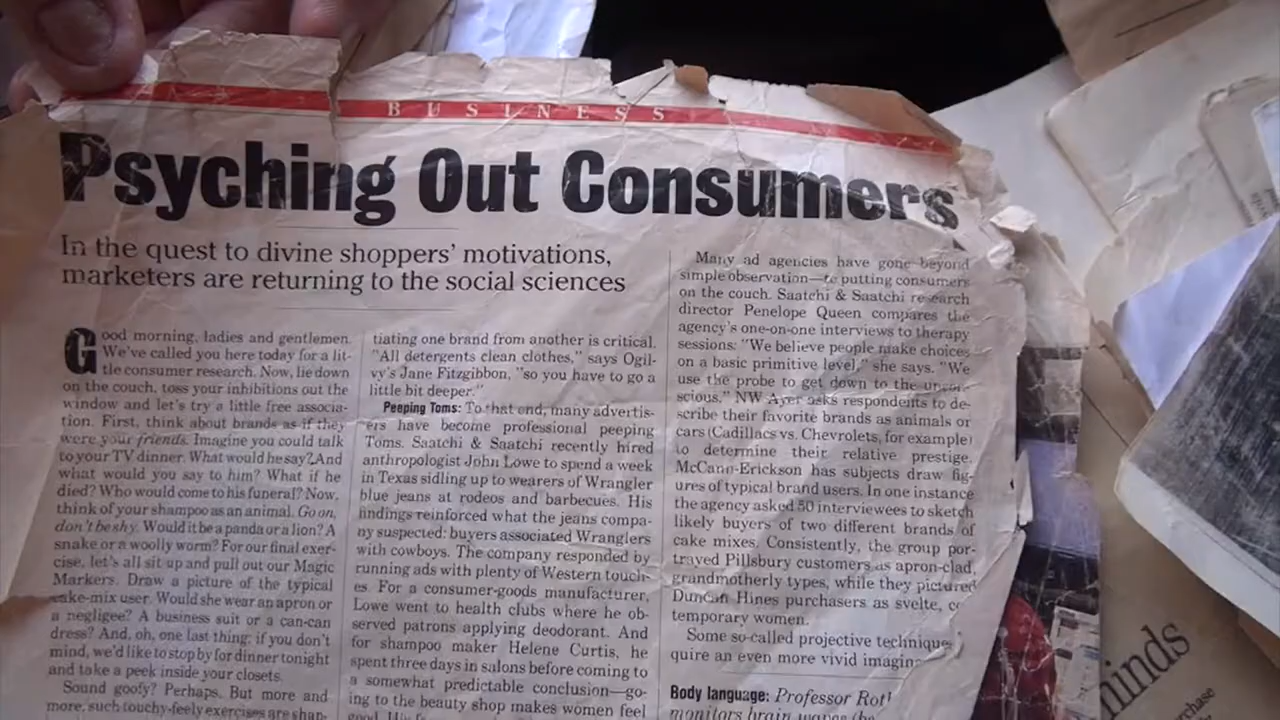 BUSINESS
Psyching Out Consumers
In the quest to divine shoppers' motivations,
marketers are returning to the social sciences
Good morning, ladies and gentlemen.
We've called you here today for a lit-
tle consumer research. Now, lie down
on the couch, toss your inhibitions out the
window and let's try a little free associa-
tion. First, think about brands as if they
were your friends. Imagine you could talk
to your TV dinner. What would he say? And
what would you say to him? What if he
died? Who would come to his funeral? Now,
think of your shampoo as an animal. Go on,
don't be shy. Would it be a panda or a lion? A
snake or a woolly worm? For our final exer-
cise, let's all sit up and pull out our Magic
Markers. Draw a picture of the typical
cake-mix user. Would she wear an apron or
a negligee? A business suit or a can-can
dress? And, oh, one last thing: if you don't
mind, we'd like to stop by for dinner tonight
and take a peek inside your closets.
Sound goofy? Perhaps. But more and
more, such touchy-feely exercises are shap-
tiating one brand from another is critical.
"All detergents clean clothes," says Ogil-
vy's Jane Fitzgibbon, "so you have to go a
little bit deeper."
Peeping Toms: To that end, many advertis-
ers have become professional peeping
Toms. Saatchi & Saatchi recently hired
anthropologist John Lowe to spend a week
in Texas sidling up to wearers of Wrangler
blue jeans at rodeos and barbecues. His
findings reinforced what the jeans compa-
ny suspected: buyers associated Wranglers
with cowboys. The company responded by
running ads with plenty of Western touch-
es. For a consumer-goods manufacturer,
Lowe went to health clubs where he ob-
served patrons applying deodorant. And
for shampoo maker Helene Curtis, he
spent three days in salons before coming to
a somewhat predictable conclusion—go-
ing to the beauty shop makes women feel
good.
Many ad agencies have gone beyond
simple observation—to putting consumers
on the couch. Saatchi & Saatchi research
director Penelope Queen compares the
agency's one-on-one interviews to therapy
sessions: "We believe people make choices
on a basic primitive level," she says. "We
use the probe to get down to the uncon-
scious." NW Ayer asks respondents to de-
scribe their favorite brands as animals or
cars (Cadillacs vs. Chevrolets, for example)
to determine their relative prestige.
McCann-Erickson has subjects draw fig-
ures of typical brand users. In one instance
the agency asked 50 interviewees to sketch
likely buyers of two different brands of
cake mixes. Consistently, the group por-
trayed Pillsbury customers as apron-clad,
grandmotherly types, while they pictured
Duncan Hines purchasers as svelte, co
temporary women.
Some so-called projective technique
quire an even more vivid imagin
Body language: Professor Rot
monitors brain waves (he
minds
chase